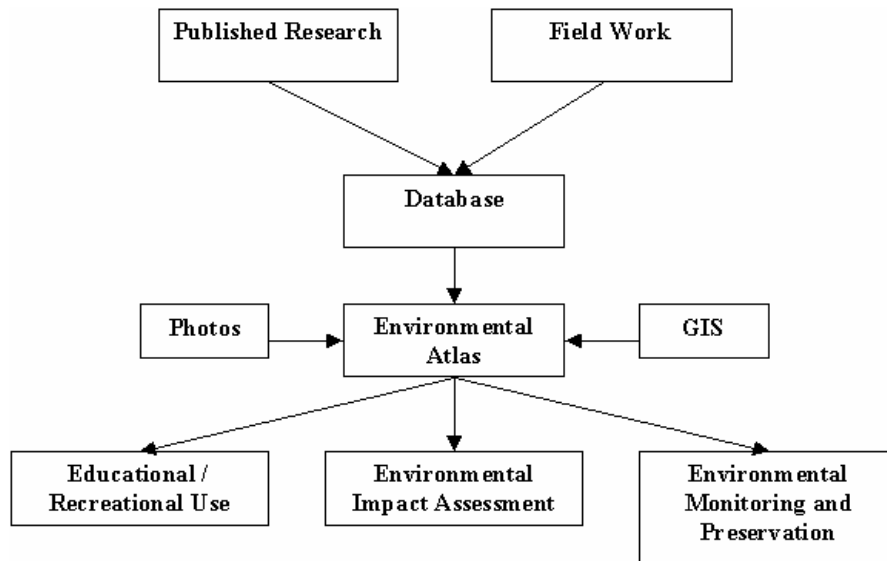 Published Research
Field Work
Database
Photos
Environmental
Atlas
GIS
Educational /
Recreational Use
Environmental
Impact Assessment
Environmental
Monitoring and
Preservation